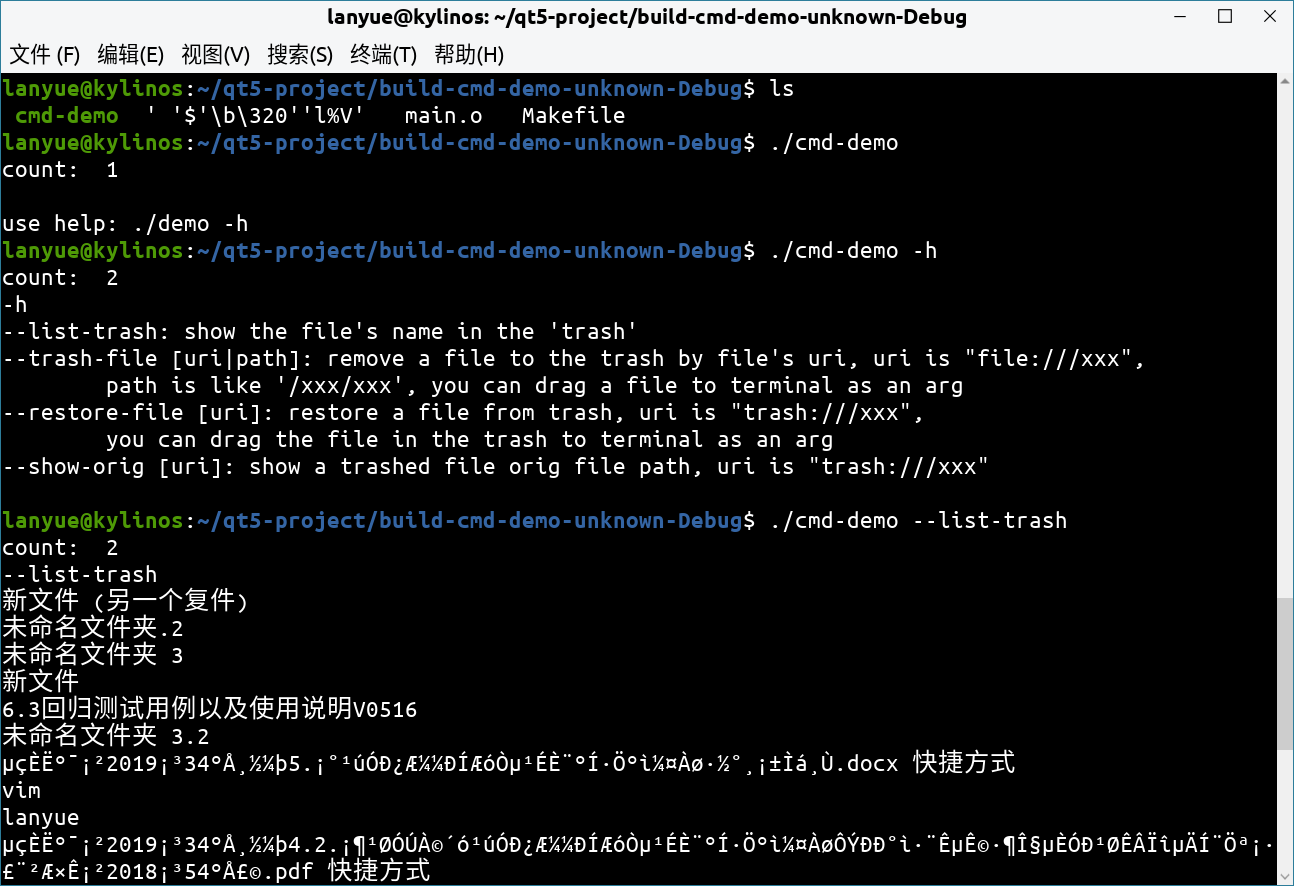 lanyue@kylinos: ~/qt5-project/build-cmd-demo-unknown-Debug
文件 (F) 编辑(E) 视图(V) 搜索(S) 终端(T) 帮助(H)
lanyue@kylinos:~/qt5-project/build-cmd-demo-unknown-Debug$ ls
cmd-demo ' '$'\b\320''l%V' main.o Makefile
lanyue@kylinos:~/qt5-project/build-cmd-demo-unknown-Debug$ ./cmd-demo
count: 1
use help: ./demo -h
lanyue@kylinos:~/qt5-project/build-cmd-demo-unknown-Debug$ ./cmd-demo -h
count: 2
-h
--list-trash: show the file's name in the 'trash'
--trash-file [uri|path]: remove a file to the trash by file's uri, uri is "file:///xxx",
path is like '/xxx/xxx', you can drag a file to terminal as an arg
--restore-file [uri]: restore a file from trash, uri is "trash:///xxx",
you can drag the file in the trash to terminal as an arg
--show-orig [uri]: show a trashed file orig file path, uri is "trash:///xxx"
lanyue@kylinos:~/qt5-project/build-cmd-demo-unknown-Debug$ ./cmd-demo --list-trash
count: 2
--list-trash
新文件 (另一个复件)
未命名文件夹.2
未命名文件夹 3
新文件
6.3回归测试用例以及使用说明V0516
未命名文件夹 3.2
µçÈËº¯¡²2019¡³34ºÅ¸½¼þ5.¡°¹úÓÐ¿Æ¼¼ÐÍÆóÒµ¹ÉÈ¨ºÍ·Öºì¼¤Àø·½°¸¡±Ìá¸Ù.docx 快捷方式
vim
lanyue
µçÈËº¯¡²2019¡³34ºÅ¸½¼þ4.2.¡¶¹ØÓÚÀ©´ó¹úÓÐ¿Æ¼¼ÐÍÆóÒµ¹ÉÈ¨ºÍ·Öºì¼¤ÀøÔÝÐÐ°ì·¨ÊµÊ©·¶Î§µÈÓÐ¹ØÊÂÏîµÄÍ¨Öª¡·
£¨²Æ×Ê¡²2018¡³54ºÅ£©.pdf 快捷方式